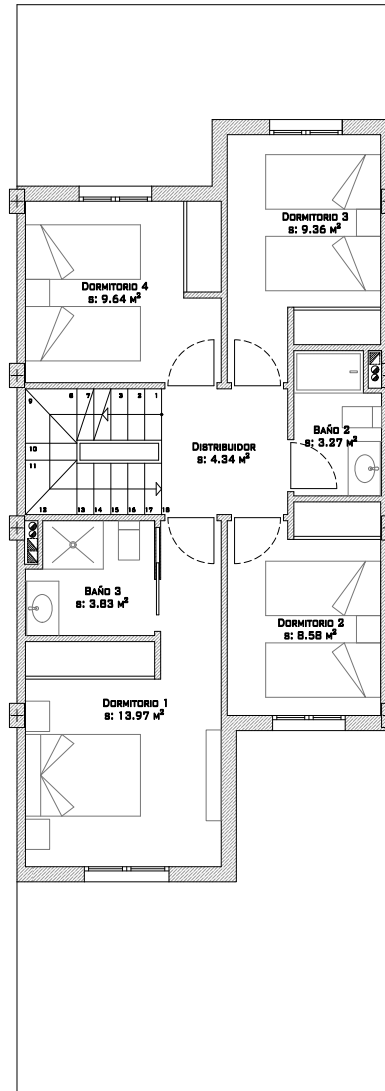 Dormitorio 3
s: 9.36 m²
Dormitorio 4
s: 9.64 m²
9
8
7
3
2
1
10
11
12
13
14
15
16
17
18
Distribuidor
s: 4.34 m²
Baño 2
s: 3.27 m²
Baño 3
s: 3.83 m²
Dormitorio 2
s: 8.58 m²
Dormitorio 1
s: 13.97 m²